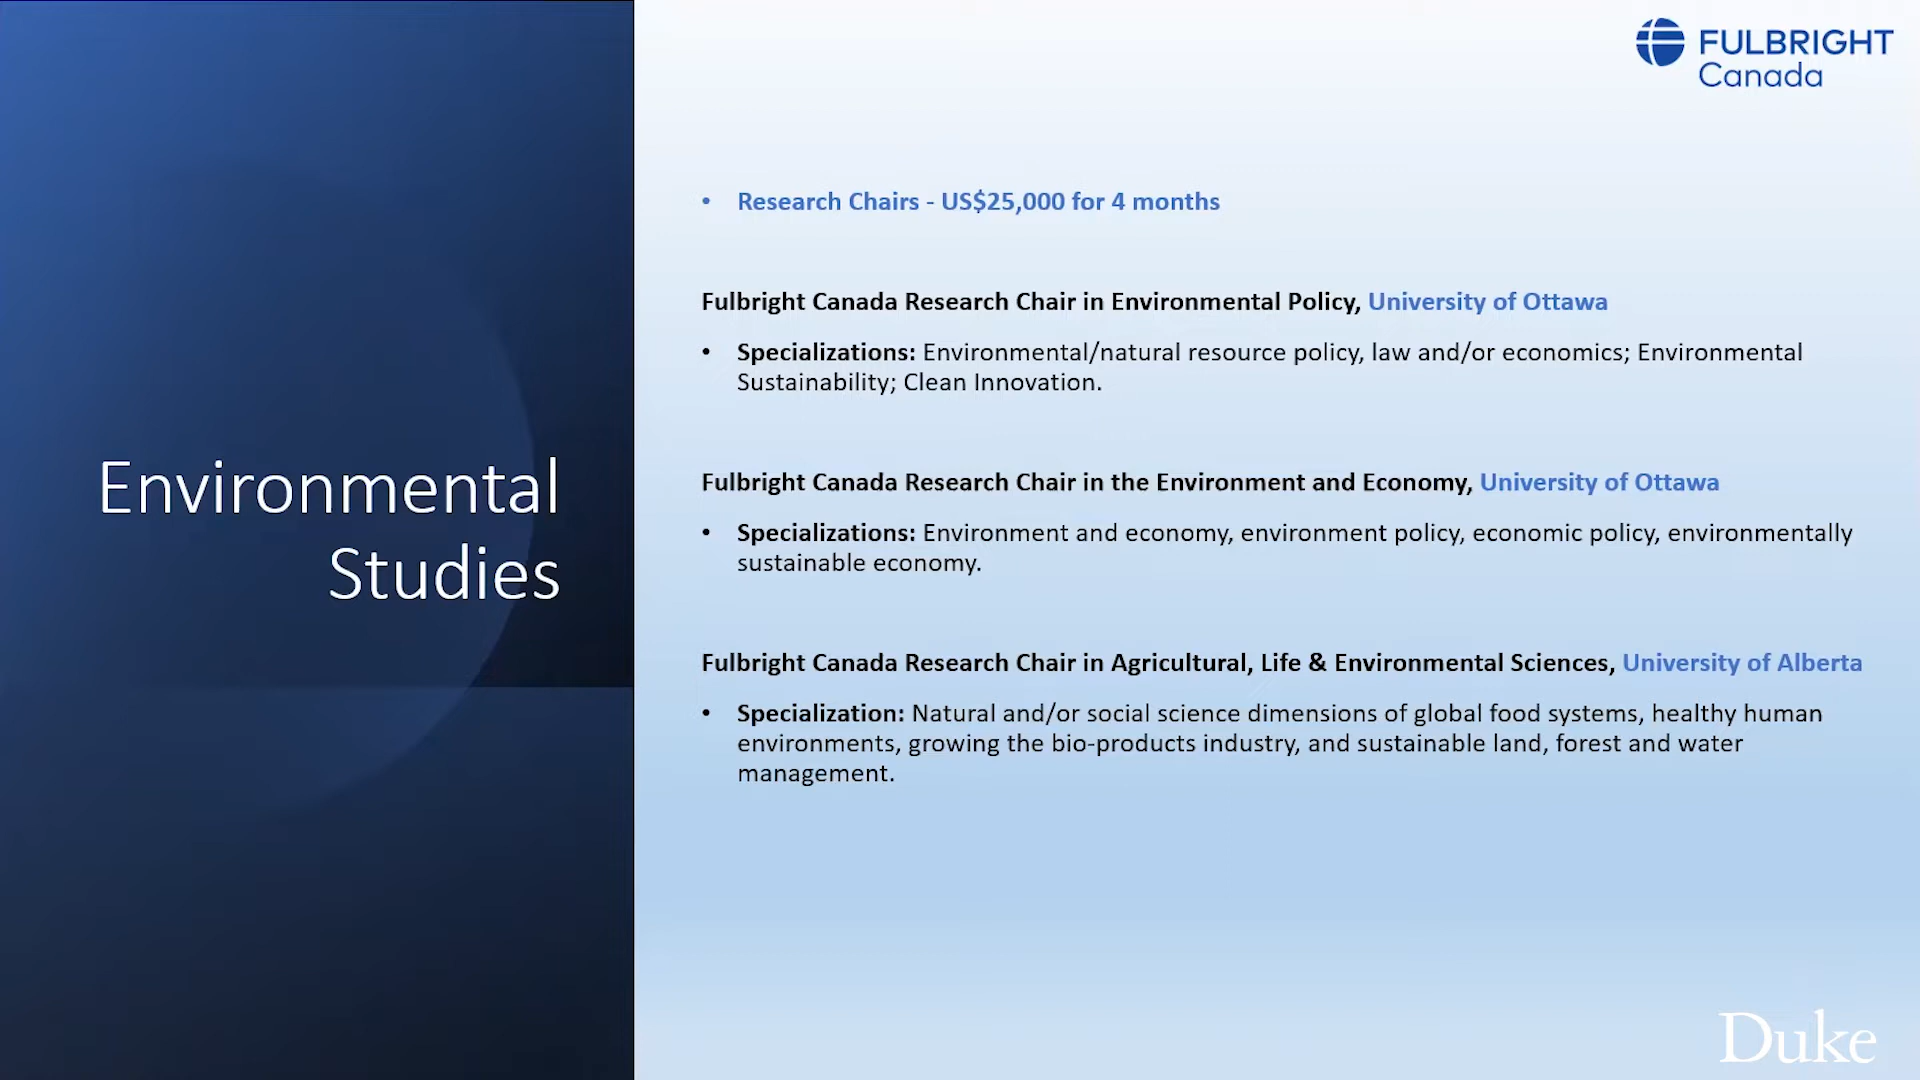 FULBRIGHT
Canada
Environmental
Studies
• Research Chairs - US$25,000 for 4 months
Fulbright Canada Research Chair in Environmental Policy, University of Ottawa
• Specializations: Environmental/natural resource policy, law and/or economics; Environmental
Sustainability; Clean Innovation.
Fulbright Canada Research Chair in the Environment and Economy, University of Ottawa
• Specializations: Environment and economy, environment policy, economic policy, environmentally
sustainable economy.
Fulbright Canada Research Chair in Agricultural, Life & Environmental Sciences, University of Alberta
• Specialization: Natural and/or social science dimensions of global food systems, healthy human
environments, growing the bio-products industry, and sustainable land, forest and water
management.
Duke